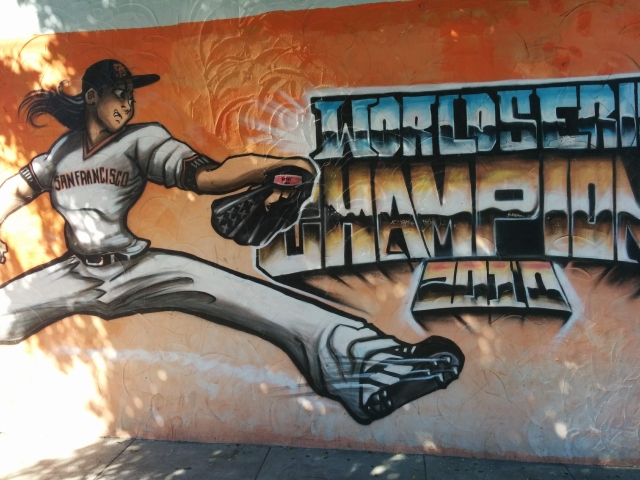 WORLD SERI
CHAMPION
2010
SAN FRANCISCO